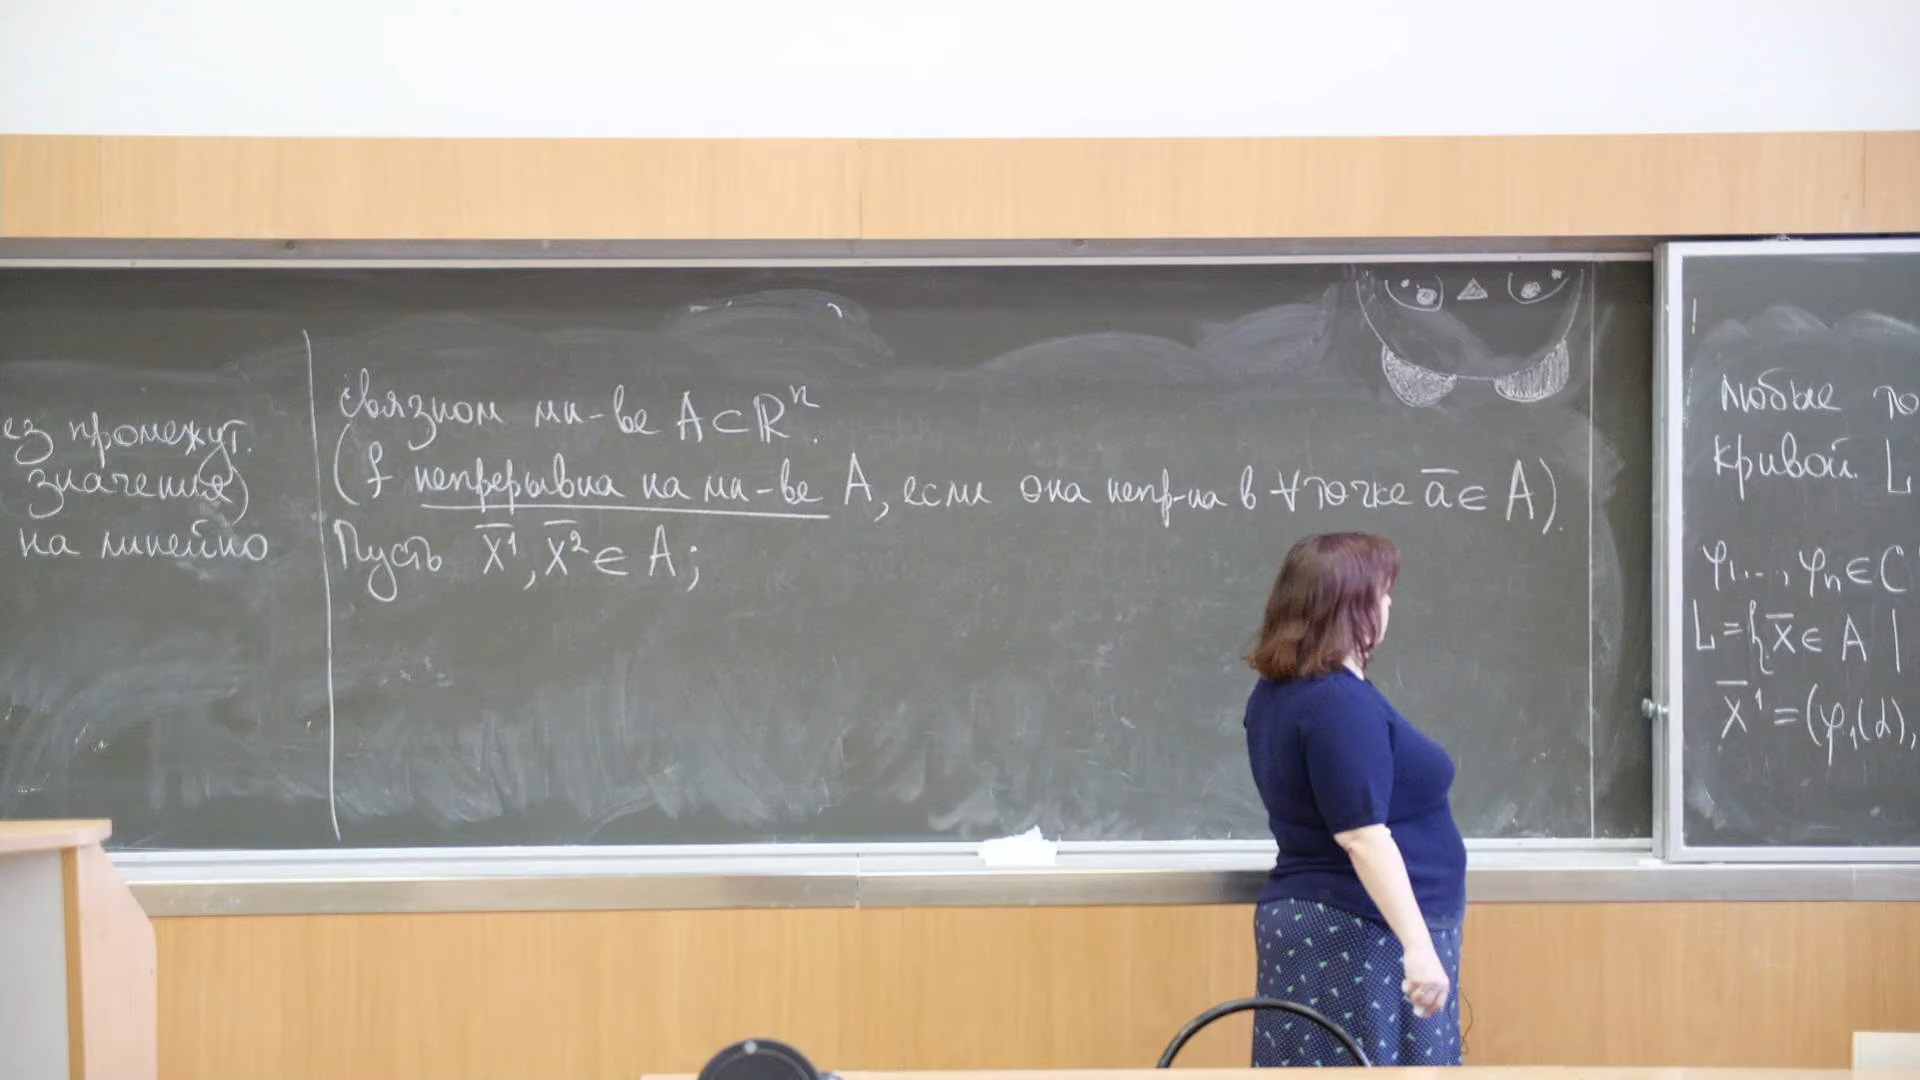 ез промежут.
значения)
на линейно
связном мн-ве A⊂ℝⁿ.
(f непрерывна на мн-ве A, если она непр-на в ∀ точке a̅ ∈ A).
Пусть x̅¹, x̅² ∈ A;
любые то
кривой L
φ₁..., φₙ ∈ C
L = {x̅ ∈ A |
x̅¹ = (φ₁(α),